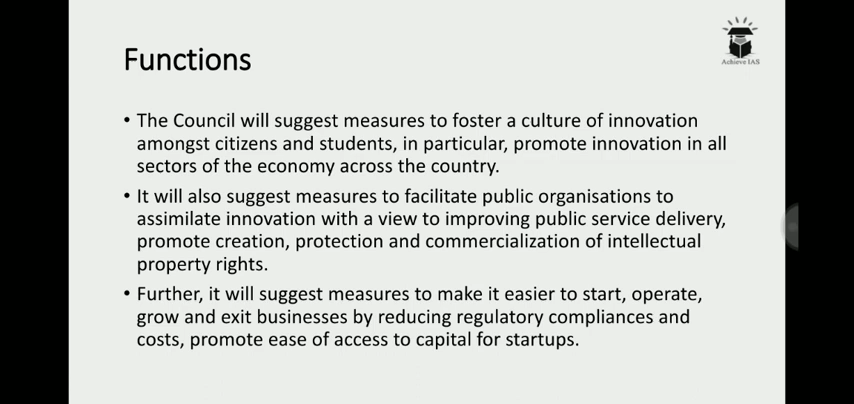 Achieve IAS
Functions
• The Council will suggest measures to foster a culture of innovation
amongst citizens and students, in particular, promote innovation in all
sectors of the economy across the country.
• It will also suggest measures to facilitate public organisations to
assimilate innovation with a view to improving public service delivery,
promote creation, protection and commercialization of intellectual
property rights.
• Further, it will suggest measures to make it easier to start, operate,
grow and exit businesses by reducing regulatory compliances and
costs, promote ease of access to capital for startups.